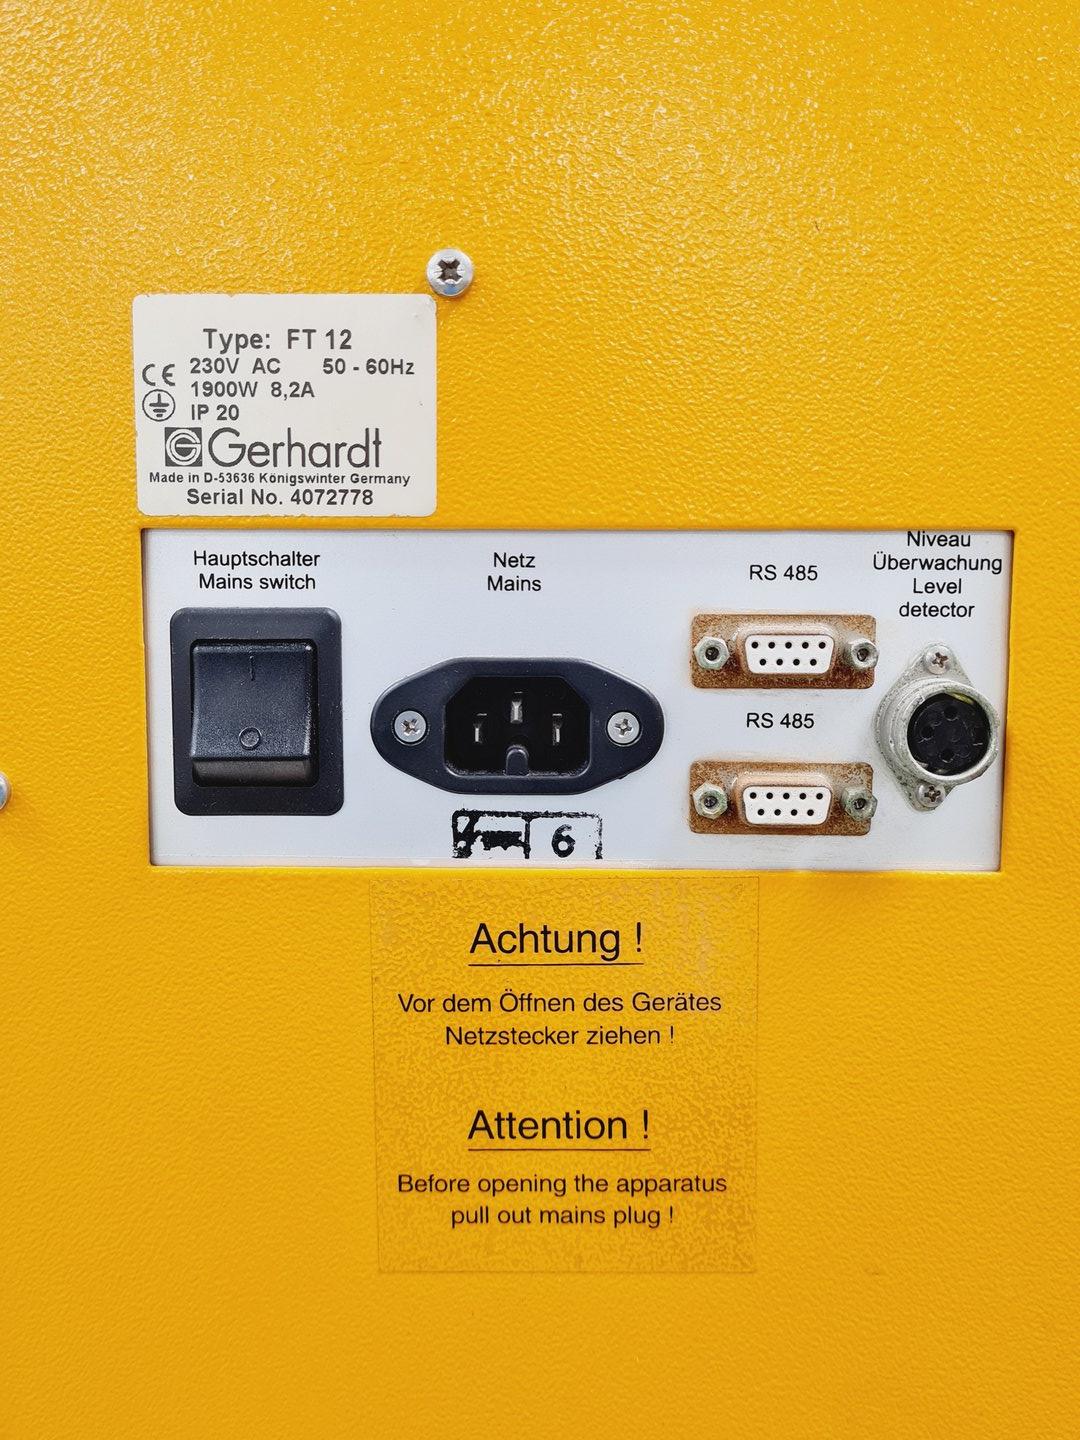 Type: FT 12
230V AC 50 - 60Hz
CE 1900W 8,2A
IP 20
Gerhardt
Made in D-53636 Königswinter Germany
Serial No. 4072778
Hauptschalter
Mains switch
Netz
Mains
RS 485
RS 485
Niveau
Überwachung
Level
detector
6
Achtung !
Vor dem Öffnen des Gerätes
Netzstecker ziehen !
Attention !
Before opening the apparatus
pull out mains plug !